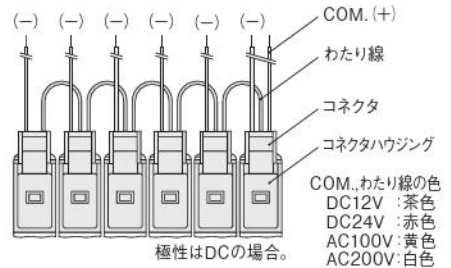 (−) (−) (−) (−) (−) (−)
COM.(+)
わたり線
コネクタ
コネクタハウジング
COM.,わたり線の色
DC12V :茶色
DC24V :赤色
AC100V:黄色
AC200V:白色
極性はDCの場合。